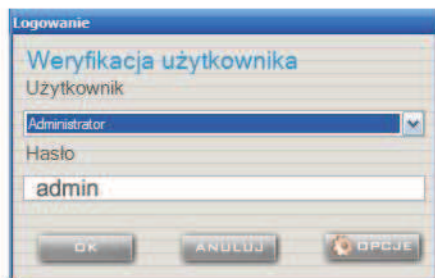 Logowanie
Weryfikacja użytkownika
Użytkownik
Administrator
Hasło
admin
OK ANULUJ OPCJE